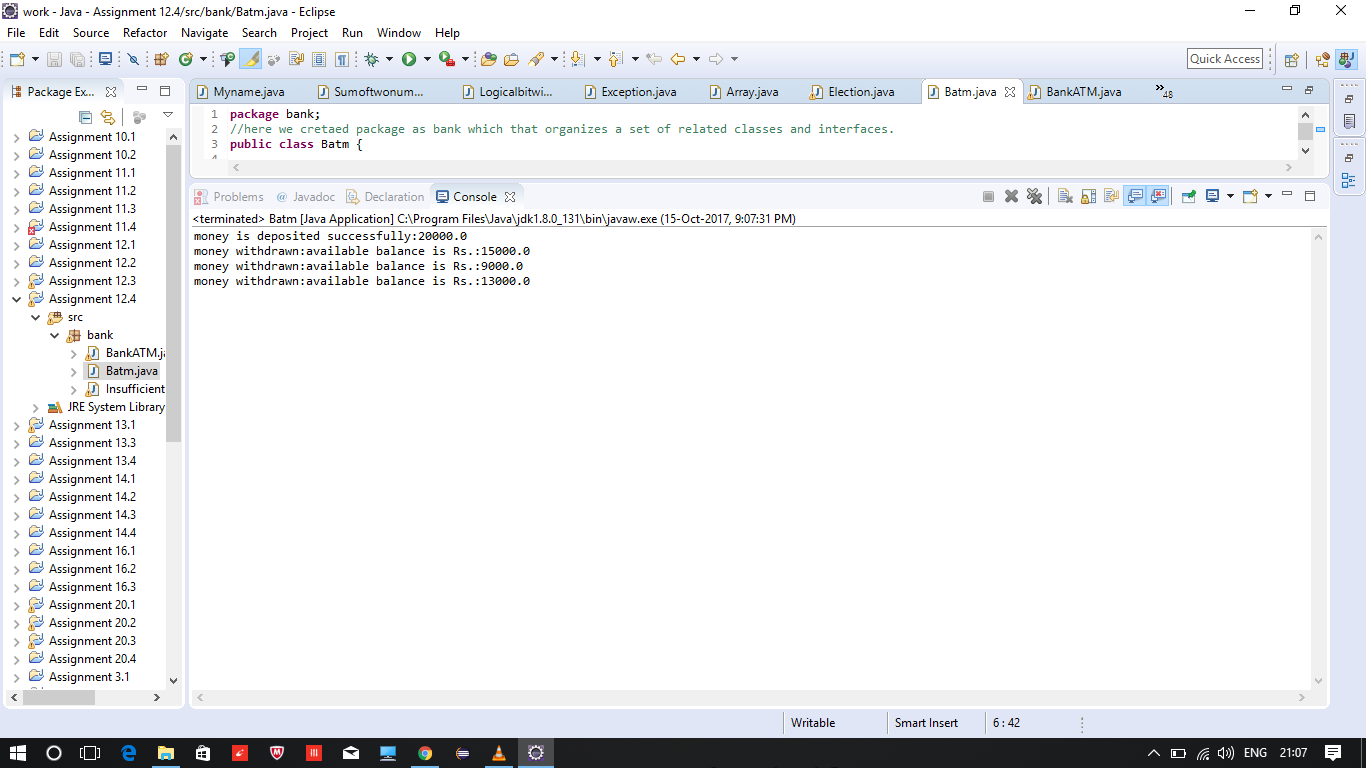 work - Java - Assignment 12.4/src/bank/Batm.java - Eclipse
File Edit Source Refactor Navigate Search Project Run Window Help
Quick Access
Package Ex...
Assignment 10.1
Assignment 10.2
Assignment 11.1
Assignment 11.2
Assignment 11.3
Assignment 11.4
Assignment 12.1
Assignment 12.2
Assignment 12.3
Assignment 12.4
src
bank
BankATM.ja
Batm.java
Insufficient
JRE System Library
Assignment 13.1
Assignment 13.3
Assignment 13.4
Assignment 14.1
Assignment 14.2
Assignment 14.3
Assignment 14.4
Assignment 16.1
Assignment 16.2
Assignment 16.3
Assignment 20.1
Assignment 20.2
Assignment 20.3
Assignment 20.4
Assignment 3.1
Myname.java Sumoftwonum... Logicalbitwi... Exception.java Array.java Election.java Batm.java BankATM.java »48
1 package bank;
2 //here we cretaed package as bank which that organizes a set of related classes and interfaces.
3 public class Batm {
Problems @ Javadoc Declaration Console
<terminated> Batm [Java Application] C:\Program Files\Java\jdk1.8.0_131\bin\javaw.exe (15-Oct-2017, 9:07:31 PM)
money is deposited successfully:20000.0
money withdrawn:available balance is Rs.:15000.0
money withdrawn:available balance is Rs.:9000.0
money withdrawn:available balance is Rs.:13000.0
Writable Smart Insert 6 : 42
ENG 21:07